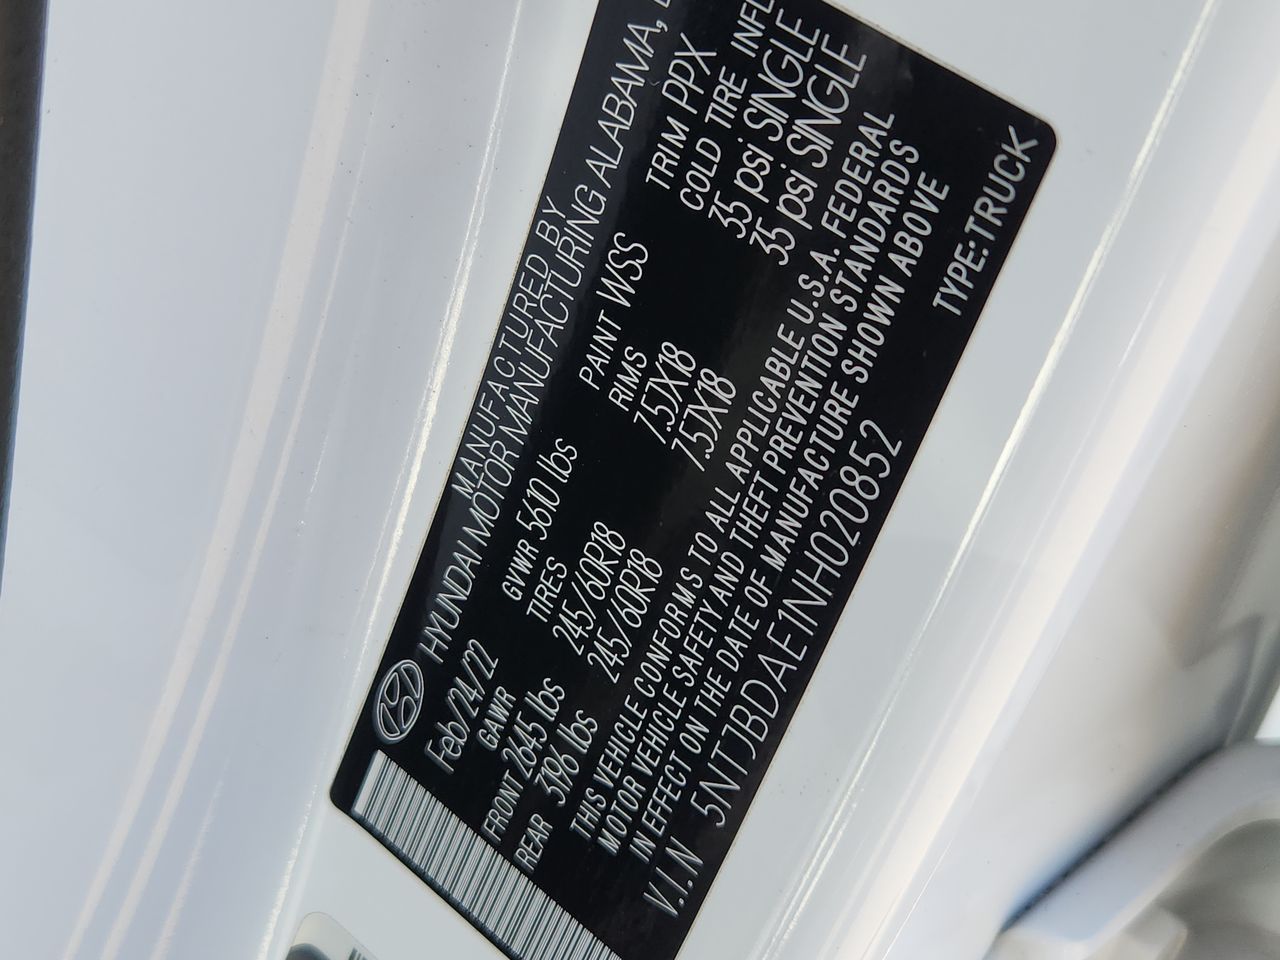 MANUFACTURED BY
HYUNDAI MOTOR MANUFACTURING ALABAMA,
Feb/24/22 GVWR 5610 lbs PAINT WSS TRIM PPX
GAWR TIRES RIMS COLD TIRE INFL
FRONT 2645 lbs 245/60R18 7.5JX18 35 psi SINGLE
REAR 3196 lbs 245/60R18 7.5JX18 35 psi SINGLE
THIS VEHICLE CONFORMS TO ALL APPLICABLE U.S.A. FEDERAL
MOTOR VEHICLE SAFETY AND THEFT PREVENTION STANDARDS
IN EFFECT ON THE DATE OF MANUFACTURE SHOWN ABOVE
V.I.N 5NTJBDAE1NH020852 TYPE:TRUCK